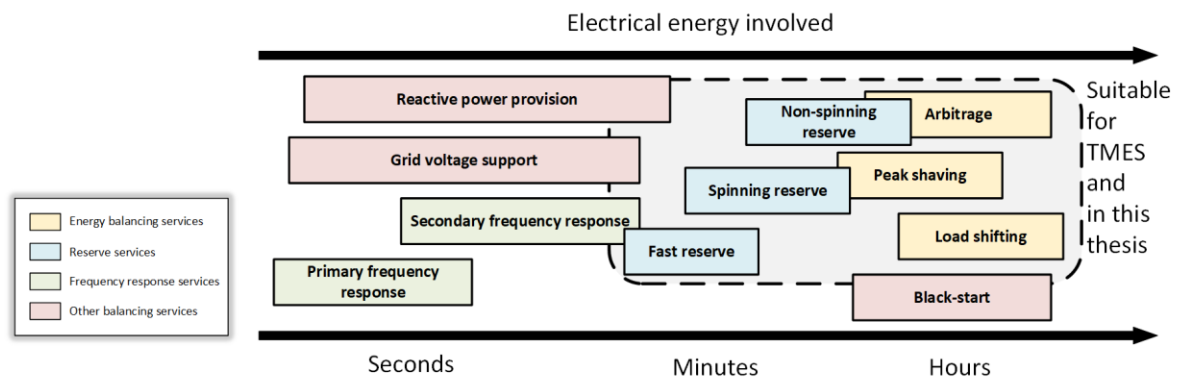 Electrical energy involved
Reactive power provision
Non-spinning
reserve
Arbitrage
Suitable
for
TMES
and
in this
thesis
Grid voltage support
Spinning reserve
Peak shaving
Secondary frequency response
Fast reserve
Load shifting
Primary frequency
response
Black-start
Energy balancing services
Reserve services
Frequency response services
Other balancing services
Seconds
Minutes
Hours